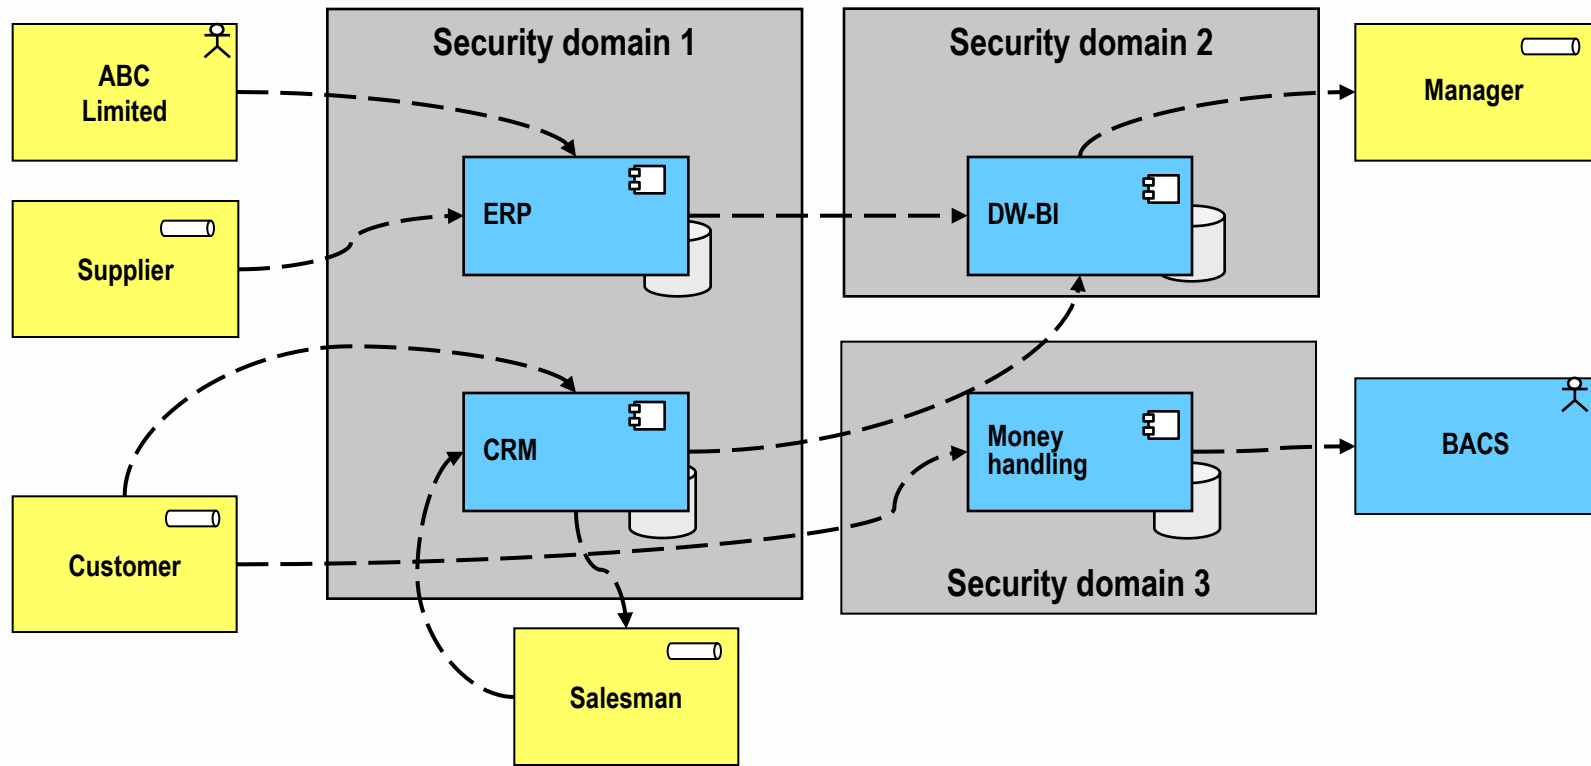 Security domain 1
Security domain 2
ABC
Limited
Manager
ERP
DW-BI
Supplier
CRM
Money
handling
BACS
Customer
Security domain 3
Salesman